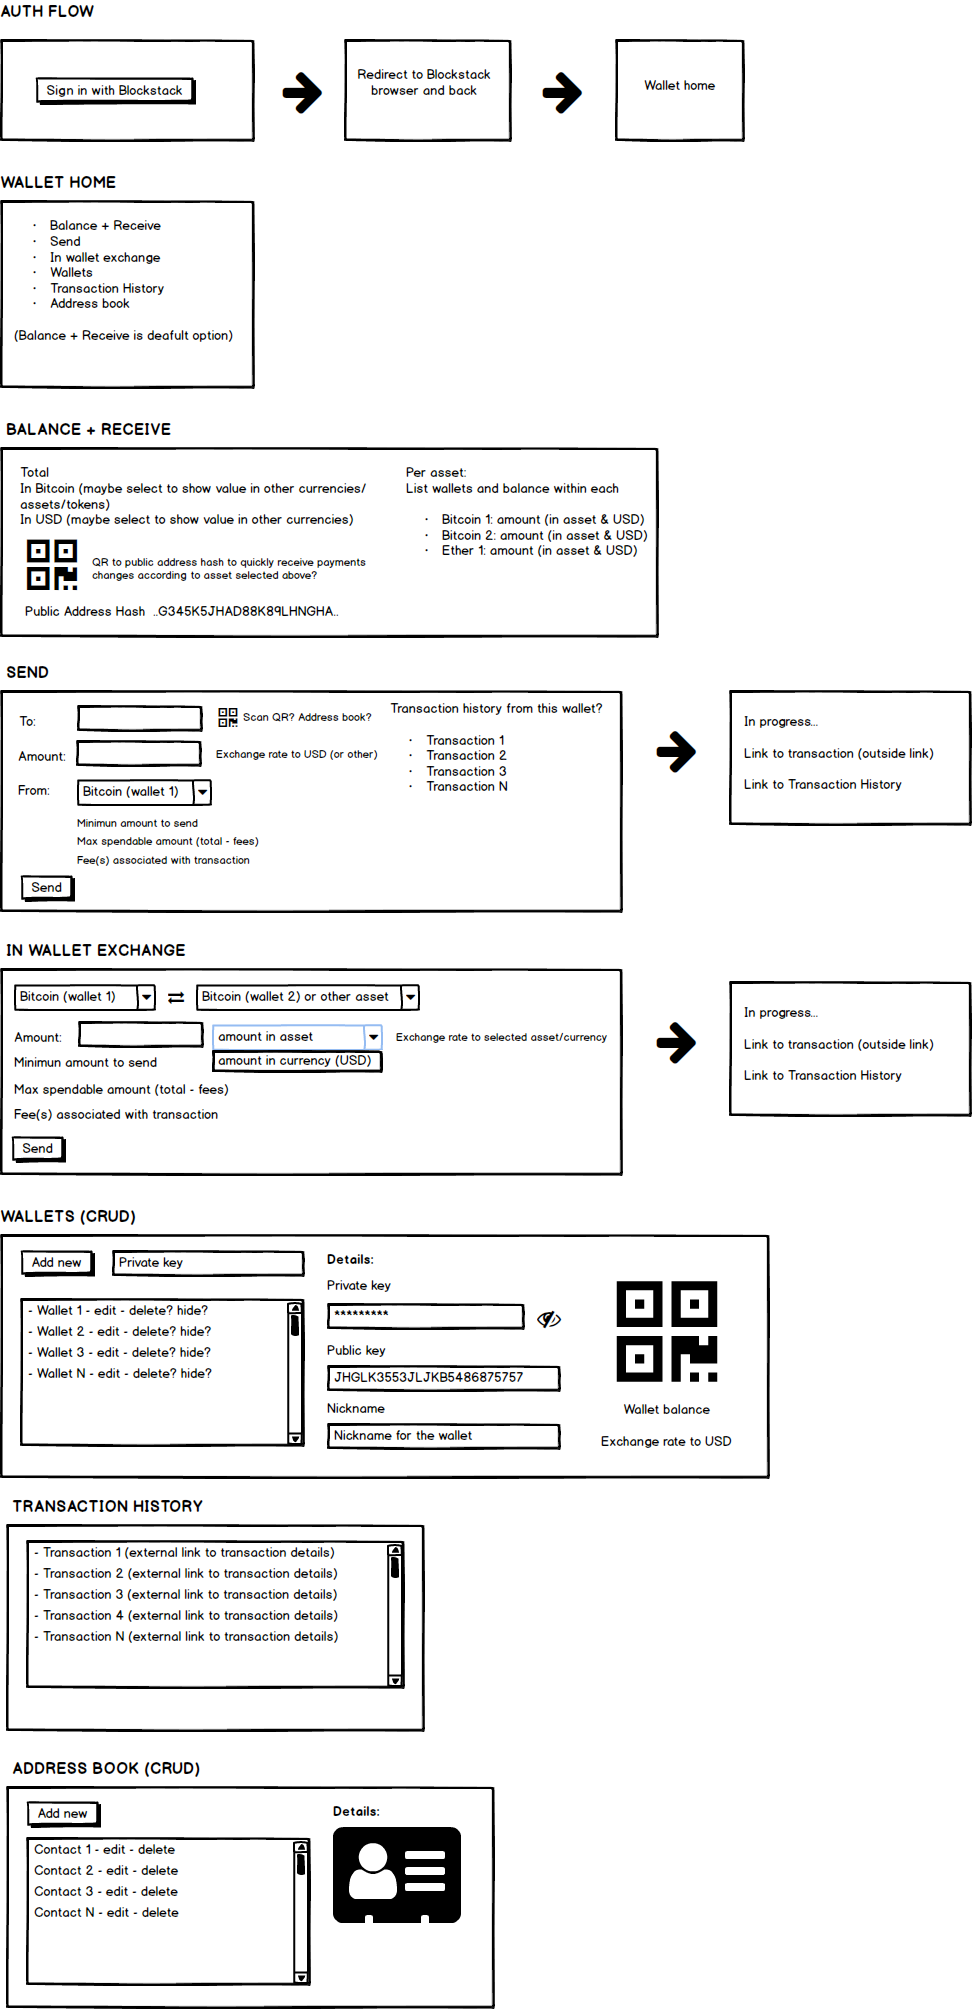 AUTH FLOW
Sign in with Blockstack
Redirect to Blockstack
browser and back
Wallet home
WALLET HOME
· Balance + Receive
· Send
· In wallet exchange
· Wallets
· Transaction History
· Address book
(Balance + Receive is deafult option)
BALANCE + RECEIVE
Total
In Bitcoin (maybe select to show value in other currencies/
assets/tokens)
In USD (maybe select to show value in other currencies)
QR to public address hash to quickly receive payments
changes according to asset selected above?
Public Address Hash ..G345K5JHAD88K89LHNGHA..
Per asset:
List wallets and balance within each
· Bitcoin 1: amount (in asset & USD)
· Bitcoin 2: amount (in asset & USD)
· Ether 1: amount (in asset & USD)
SEND
To:
Scan QR? Address book?
Amount:
Exchange rate to USD (or other)
From:
Bitcoin (wallet 1)
Minimun amount to send
Max spendable amount (total - fees)
Fee(s) associated with transaction
Send
Transaction history from this wallet?
· Transaction 1
· Transaction 2
· Transaction 3
· Transaction N
In progress...
Link to transaction (outside link)
Link to Transaction History
IN WALLET EXCHANGE
Bitcoin (wallet 1)
Bitcoin (wallet 2) or other asset
Amount:
amount in asset
Exchange rate to selected asset/currency
amount in currency (USD)
Minimun amount to send
Max spendable amount (total - fees)
Fee(s) associated with transaction
Send
In progress...
Link to transaction (outside link)
Link to Transaction History
WALLETS (CRUD)
Add new
Private key
- Wallet 1 - edit - delete? hide?
- Wallet 2 - edit - delete? hide?
- Wallet 3 - edit - delete? hide?
- Wallet N - edit - delete? hide?
Details:
Private key
*********
Public key
JHGLK3553JLJKB5486875757
Nickname
Nickname for the wallet
Wallet balance
Exchange rate to USD
TRANSACTION HISTORY
- Transaction 1 (external link to transaction details)
- Transaction 2 (external link to transaction details)
- Transaction 3 (external link to transaction details)
- Transaction 4 (external link to transaction details)
- Transaction N (external link to transaction details)
ADDRESS BOOK (CRUD)
Add new
Contact 1 - edit - delete
Contact 2 - edit - delete
Contact 3 - edit - delete
Contact N - edit - delete
Details: